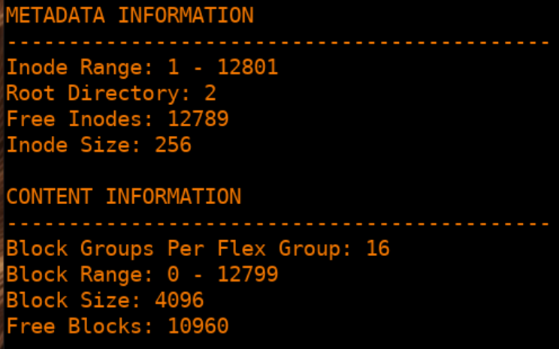 METADATA INFORMATION
--------------------------------------------
Inode Range: 1 - 12801
Root Directory: 2
Free Inodes: 12789
Inode Size: 256
CONTENT INFORMATION
--------------------------------------------
Block Groups Per Flex Group: 16
Block Range: 0 - 12799
Block Size: 4096
Free Blocks: 10960